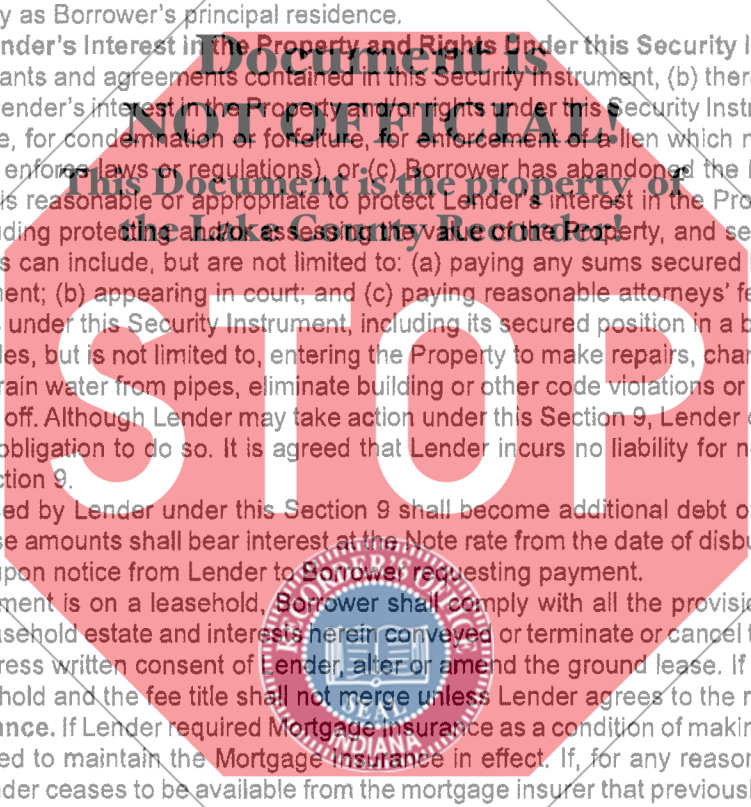 y as Borrower's principal residence.
nder's Interest in the Property and Rights Under this Security I
Document is
ants and agreements contained in this Security Instrument, (b) ther
ender's interest in the Property and/or rights under this Security Inst
NOT OFFICIAL!
e, for condemnation or forfeiture, for enforcement of a lien which
enforce laws or regulations), or (c) Borrower has abandoned the
This Document is the property of
is reasonable or appropriate to protect Lender's interest in the Pro
the Lake County Recorder!
ding protecting and/or assessing the value of the Property, and se
s can include, but are not limited to: (a) paying any sums secured
ent; (b) appearing in court; and (c) paying reasonable attorneys' fe
under this Security Instrument, including its secured position in a b
des, but is not limited to, entering the Property to make repairs, chan
rain water from pipes, eliminate building or other code violations or
off. Although Lender may take action under this Section 9, Lender
obligation to do so. It is agreed that Lender incurs no liability for n
ction 9.
STOP
ed by Lender under this Section 9 shall become additional debt o
se amounts shall bear interest at the Note rate from the date of disbu
upon notice from Lender to Borrower requesting payment.
ment is on a leasehold, Borrower shall comply with all the provisi
asehold estate and interests herein conveyed or terminate or cancel
ress written consent of Lender, alter or amend the ground lease. If
hold and the fee title shall not merge unless Lender agrees to the
ance. If Lender required Mortgage Insurance as a condition of makin
ed to maintain the Mortgage Insurance in effect. If, for any reaso
der ceases to be available from the mortgage insurer that previous
RECORDER'S OFFICE
SEAL
INDIANA